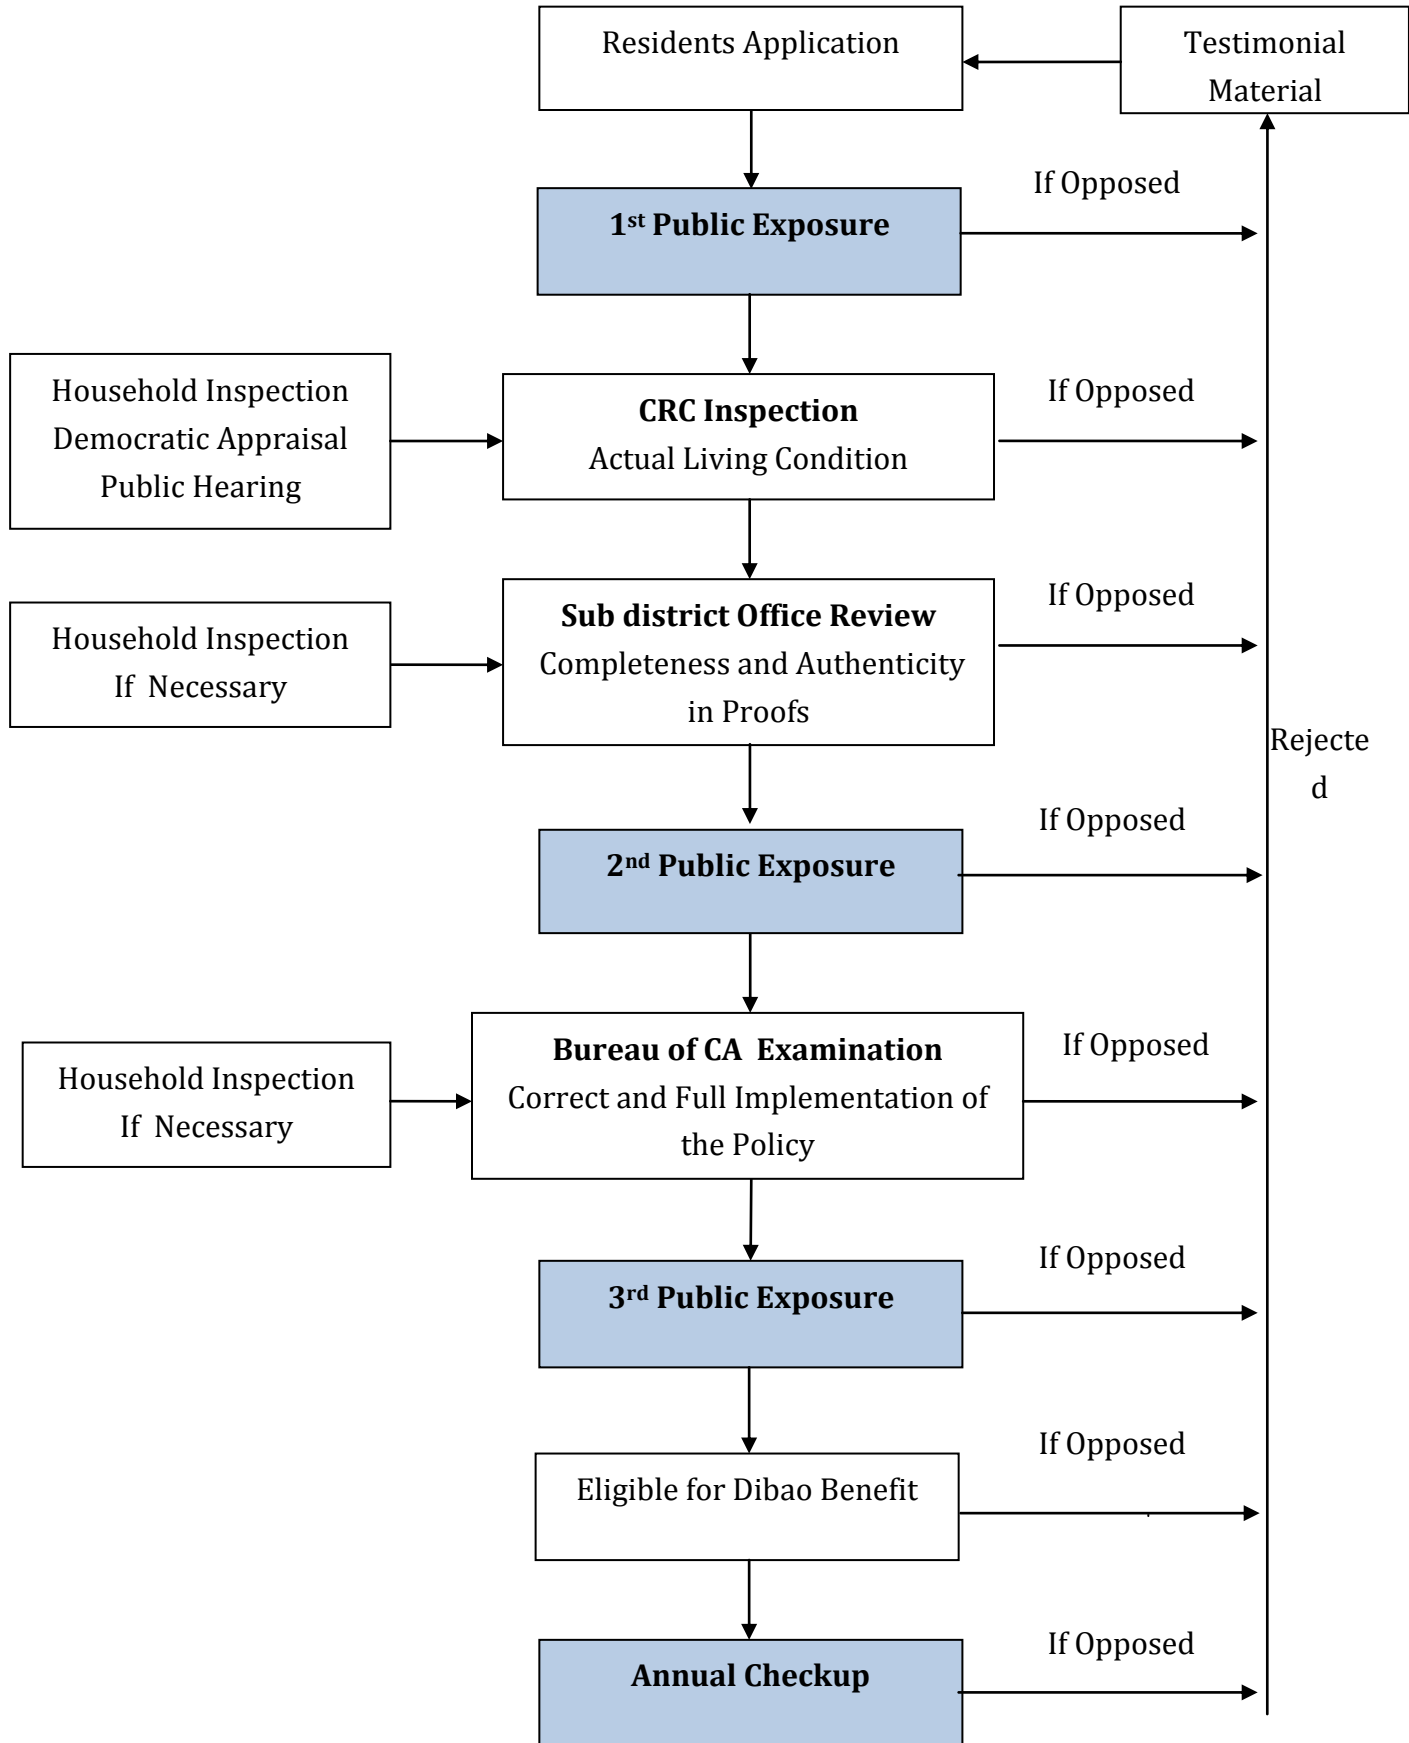 Residents Application
Testimonial
Material
If Opposed
1st Public Exposure
Household Inspection
Democratic Appraisal
Public Hearing
CRC Inspection
Actual Living Condition
If Opposed
Household Inspection
If  Necessary
Sub district Office Review
Completeness and Authenticity
in Proofs
If Opposed
Rejecte
d
If Opposed
2nd Public Exposure
Household Inspection
If  Necessary
Bureau of CA  Examination
Correct and Full Implementation of
the Policy
If Opposed
If Opposed
3rd Public Exposure
If Opposed
Eligible for Dibao Benefit
If Opposed
Annual Checkup